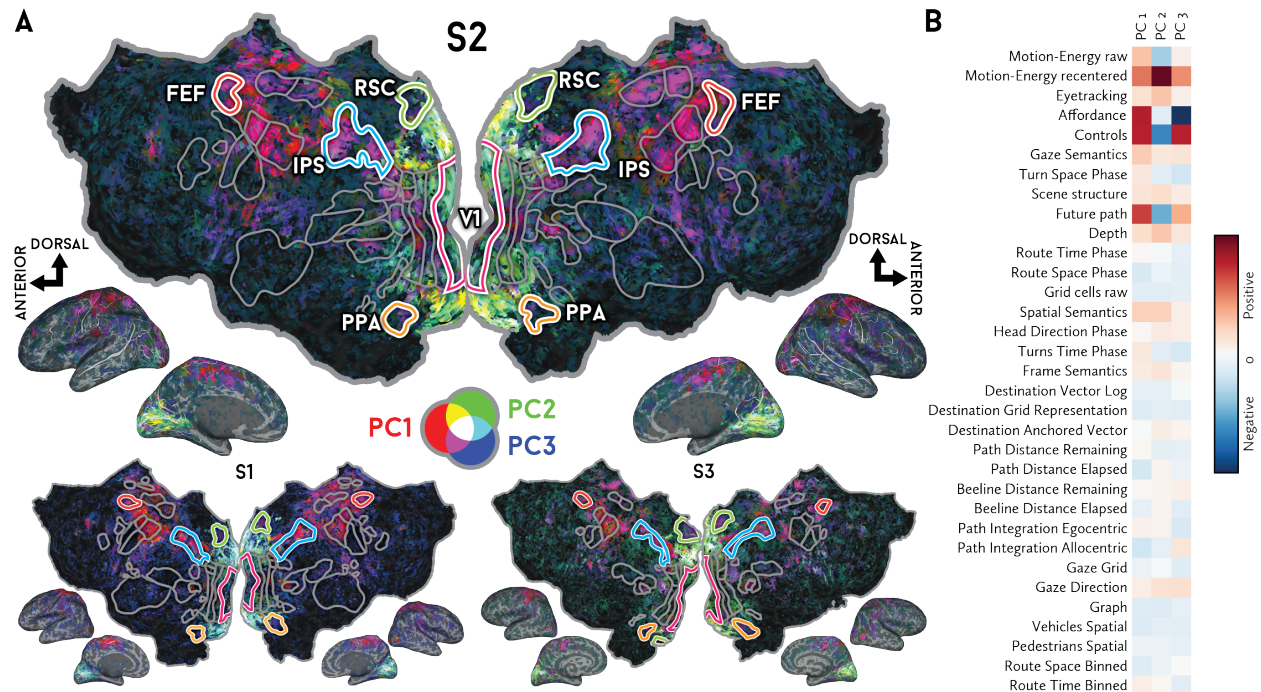 A
S2
B
PC 1
PC 2
PC 3
FEF
RSC
RSC
FEF
IPS
IPS
V1
DORSAL
ANTERIOR
DORSAL
ANTERIOR
PPA
PPA
PC1
PC2
PC3
S1
S3
Motion-Energy raw
Motion-Energy recentered
Eyetracking
Affordance
Controls
Gaze Semantics
Turn Space Phase
Scene structure
Future path
Depth
Route Time Phase
Route Space Phase
Grid cells raw
Spatial Semantics
Head Direction Phase
Turns Time Phase
Frame Semantics
Destination Vector Log
Destination Grid Representation
Destination Anchored Vector
Path Distance Remaining
Path Distance Elapsed
Beeline Distance Remaining
Beeline Distance Elapsed
Path Integration Egocentric
Path Integration Allocentric
Gaze Grid
Gaze Direction
Graph
Vehicles Spatial
Pedestrians Spatial
Route Space Binned
Route Time Binned
Positive
0
Negative